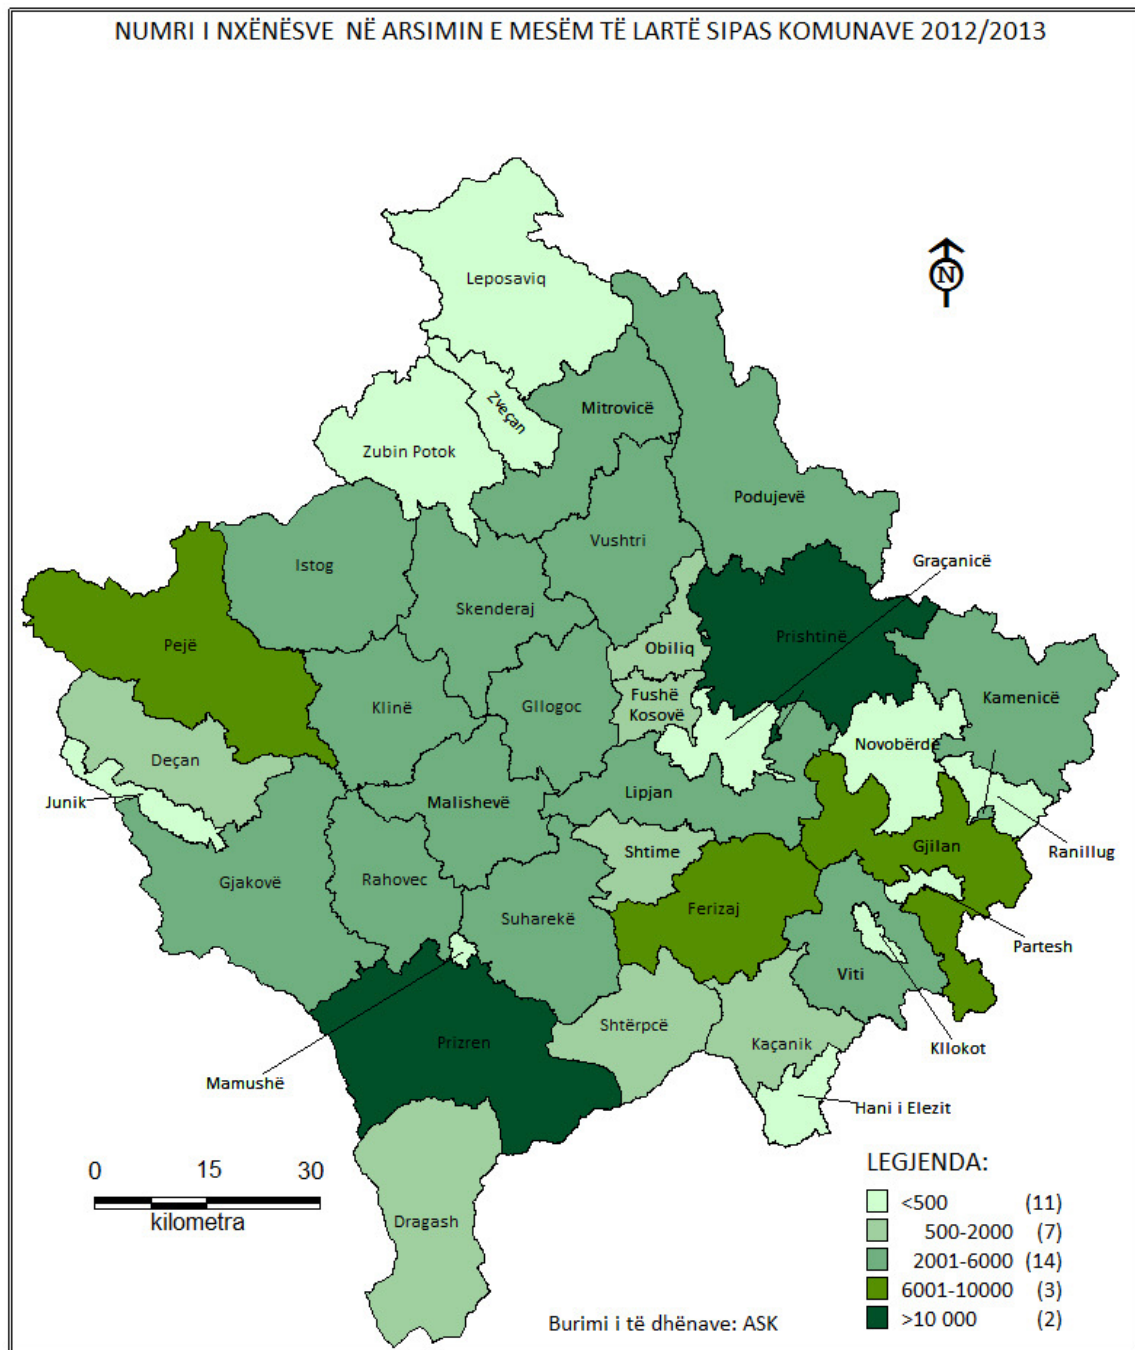 NUMRI I NXËNËSVE NË ARSIMIN E MESËM TË LARTË SIPAS KOMUNAVE 2012/2013
N
Leposaviq
Zveçan
Mitrovicë
Zubin Potok
Podujevë
Vushtri
Graçanicë
Istog
Skenderaj
Prishtinë
Pejë
Obiliq
Fushë
Kosovë
Kamenicë
Klinë
Gllogoc
Novobërdë
Deçan
Junik
Malishevë
Lipjan
Gjilan
Ranillug
Shtime
Gjakovë
Rahovec
Ferizaj
Suharekë
Partesh
Viti
Shtërpcë
Kaçanik
Kllokot
Prizren
Mamushë
Hani i Elezit
Dragash
0 15 30
kilometra
LEGJENDA:
<500 (11)
500-2000 (7)
2001-6000 (14)
6001-10000 (3)
>10 000 (2)
Burimi i të dhënave: ASK